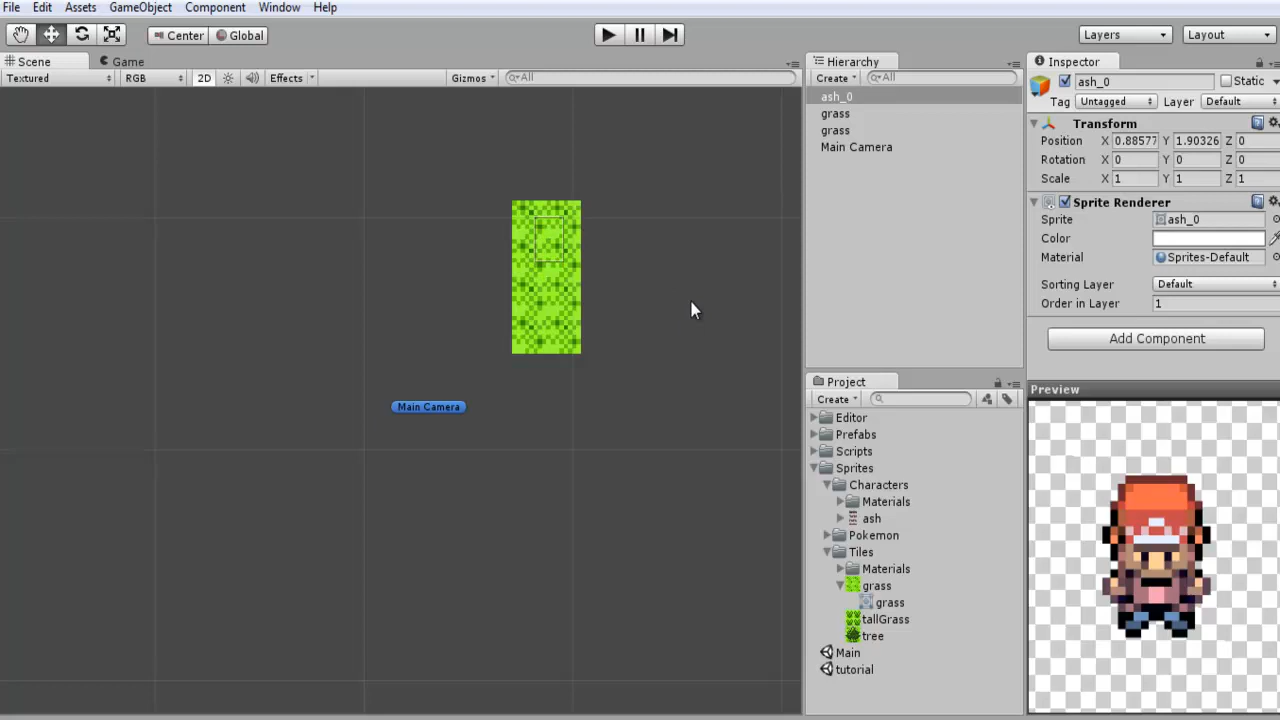 File Edit Assets GameObject Component Window Help
Center Global Layers Layout
Scene Game
Textured RGB 2D Effects Gizmos All
Main Camera
Hierarchy
Create All
ash_0
grass
grass
Main Camera
Project
Create
Editor
Prefabs
Scripts
Sprites
Characters
Materials
ash
Pokemon
Tiles
Materials
grass
grass
tallGrass
tree
Main
tutorial
Inspector
ash_0 Static
Tag Untagged Layer Default
Transform
Position X 0.88577 Y 1.90326 Z 0
Rotation X 0 Y 0 Z 0
Scale X 1 Y 1 Z 1
Sprite Renderer
Sprite ash_0
Color
Material Sprites-Default
Sorting Layer Default
Order in Layer 1
Add Component
Preview